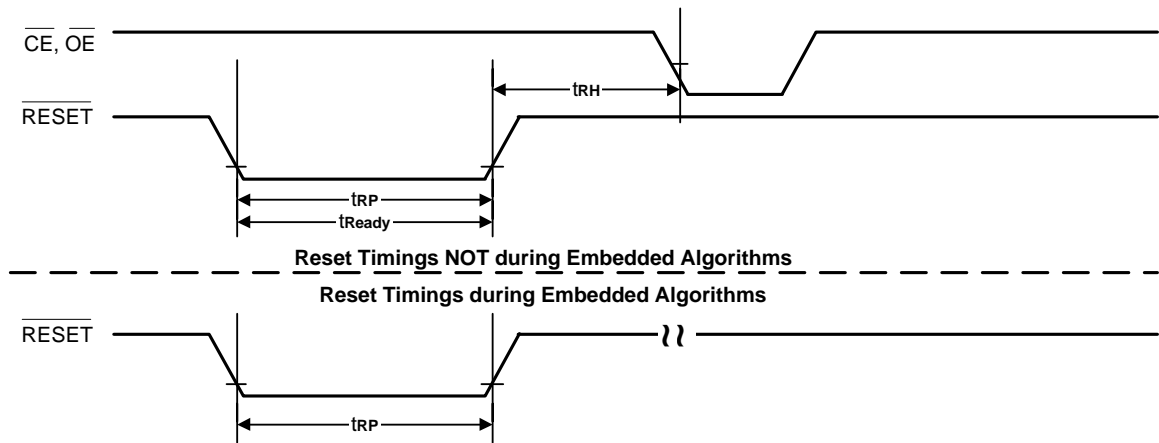 CE, OE
tRH
RESET
tRP
tReady
Reset Timings NOT during Embedded Algorithms
Reset Timings during Embedded Algorithms
RESET
tRP